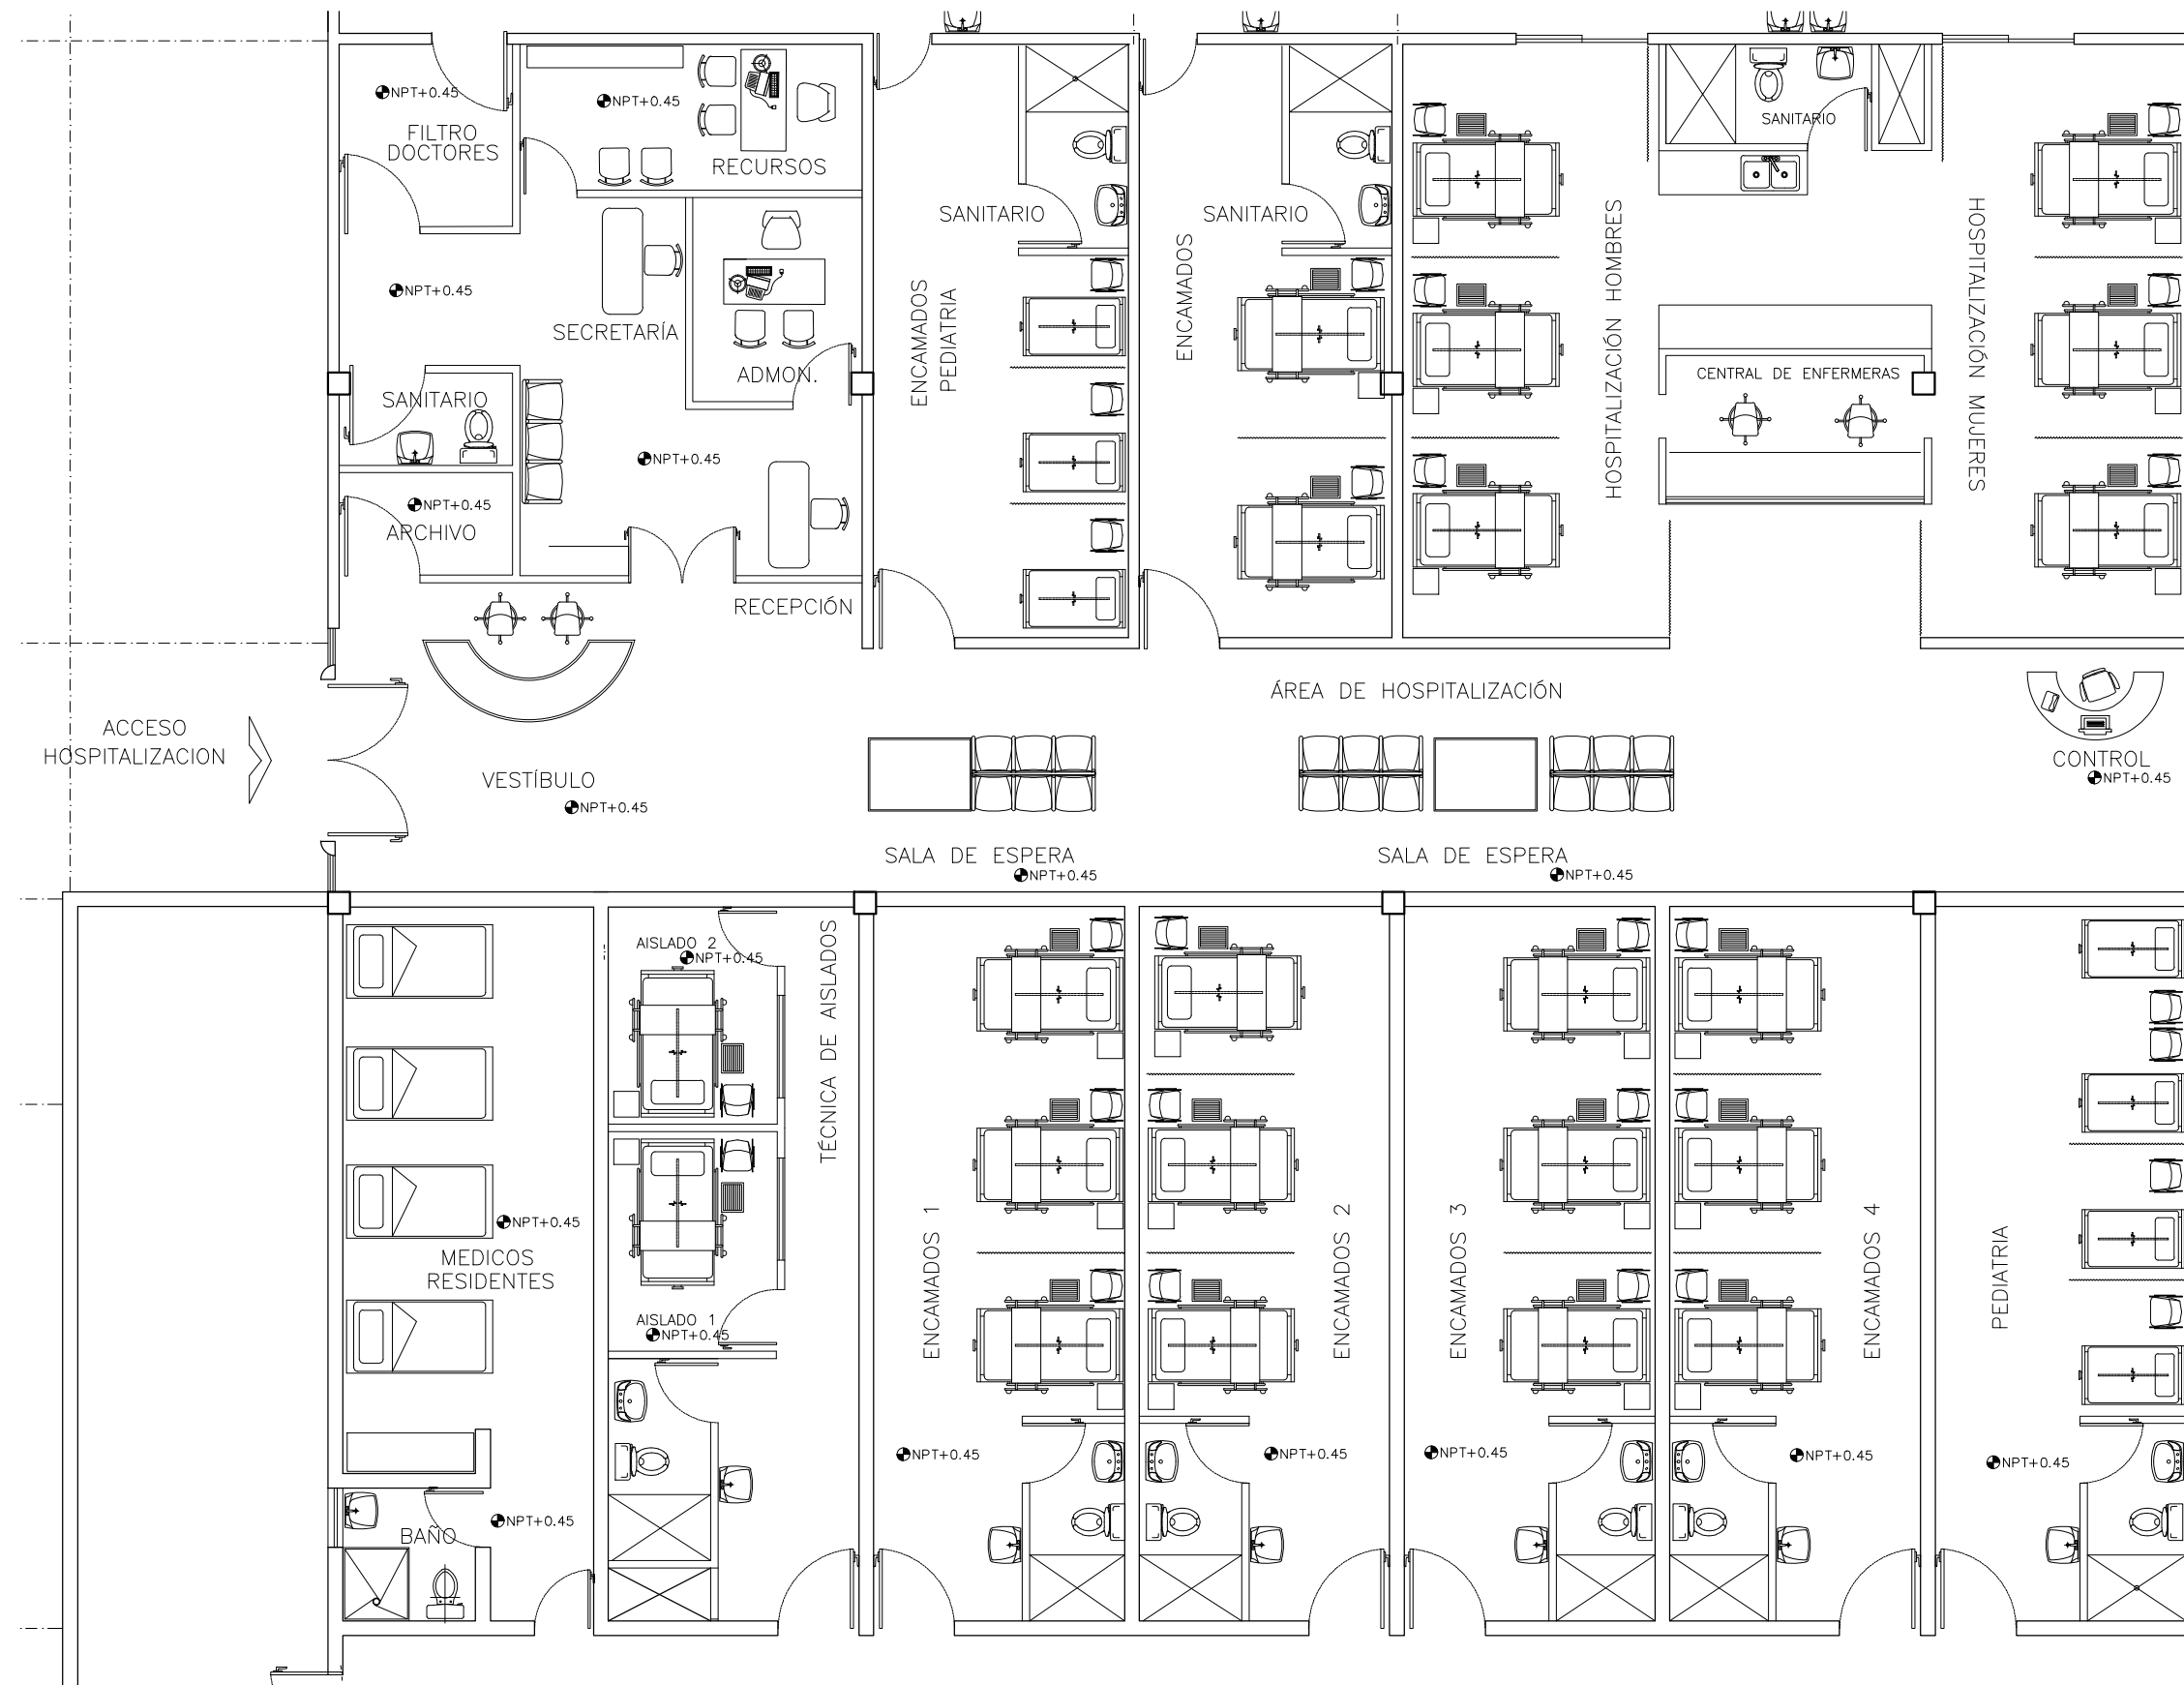 NPT+0.45
FILTRO
DOCTORES
NPT+0.45
RECURSOS
SANITARIO
NPT+0.45
SECRETARÍA
ADMON.
SANITARIO
NPT+0.45
NPT+0.45
ARCHIVO
RECEPCIÓN
SANITARIO
ENCAMADOS
PEDIATRIA
SANITARIO
ENCAMADOS
HOSPITALIZACIÓN HOMBRES
CENTRAL DE ENFERMERAS
HOSPITALIZACIÓN MUJERES
ÁREA DE HOSPITALIZACIÓN
ACCESO
HOSPITALIZACION
VESTÍBULO
NPT+0.45
CONTROL
NPT+0.45
SALA DE ESPERA
NPT+0.45
SALA DE ESPERA
NPT+0.45
AISLADO 2
NPT+0.45
TÉCNICA DE AISLADOS
NPT+0.45
MEDICOS
RESIDENTES
AISLADO 1
NPT+0.45
ENCAMADOS 1
ENCAMADOS 2
ENCAMADOS 3
ENCAMADOS 4
PEDIATRIA
NPT+0.45
NPT+0.45
NPT+0.45
NPT+0.45
NPT+0.45
NPT+0.45
BAÑO